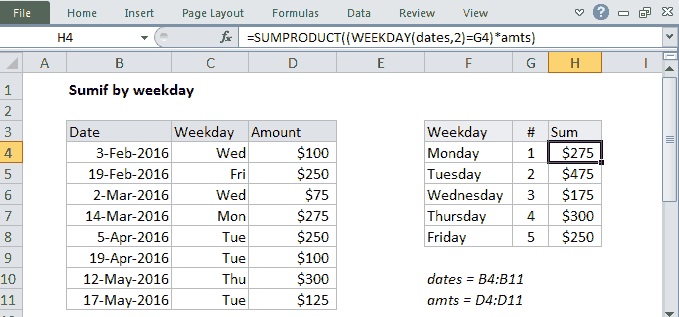 File Home Insert Page Layout Formulas Data Review View
H4 fx =SUMPRODUCT((WEEKDAY(dates,2)=G4)*amts)
A B C D E F G H I
1 Sumif by weekday
2
3 Date Weekday Amount Weekday # Sum
4 3-Feb-2016 Wed $100 Monday 1 $275
5 19-Feb-2016 Fri $250 Tuesday 2 $475
6 2-Mar-2016 Wed $75 Wednesday 3 $175
7 14-Mar-2016 Mon $275 Thursday 4 $300
8 5-Apr-2016 Tue $250 Friday 5 $250
9 19-Apr-2016 Tue $100
10 12-May-2016 Thu $300 dates = B4:B11
11 17-May-2016 Tue $125 amts = D4:D11